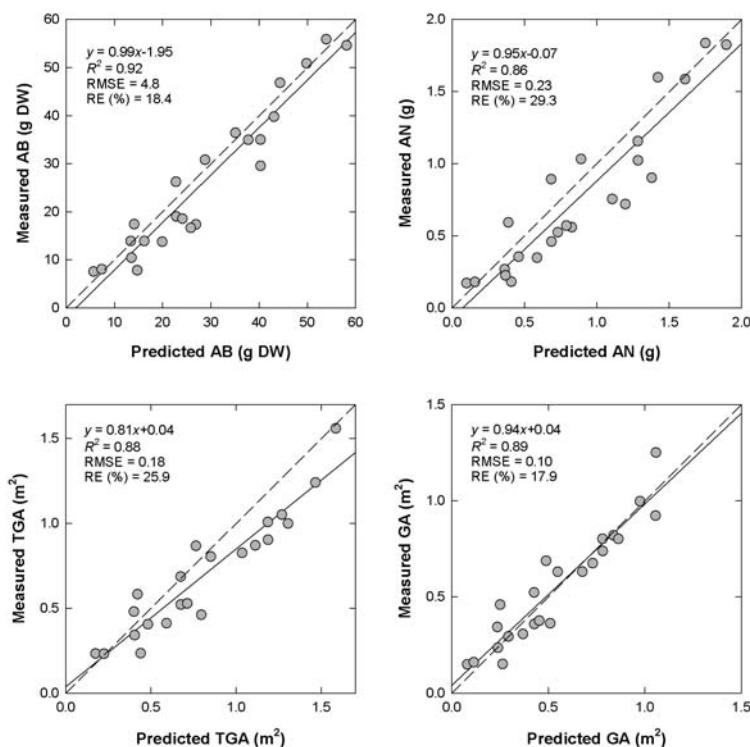 60
50
40
30
20
10
0
y = 0.99x-1.95
R² = 0.92
RMSE = 4.8
RE (%) = 18.4
Measured AB (g DW)
0 10 20 30 40 50 60
Predicted AB (g DW)
2.0
1.5
1.0
0.5
0.0
y = 0.95x-0.07
R² = 0.86
RMSE = 0.23
RE (%) = 29.3
Measured AN (g)
0.0 0.5 1.0 1.5 2.0
Predicted AN (g)
1.5
1.0
0.5
0.0
y = 0.81x+0.04
R² = 0.88
RMSE = 0.18
RE (%) = 25.9
Measured TGA (m²)
0.0 0.5 1.0 1.5
Predicted TGA (m²)
1.5
1.0
0.5
0.0
y = 0.94x+0.04
R² = 0.89
RMSE = 0.10
RE (%) = 17.9
Measured GA (m²)
0.0 0.5 1.0 1.5
Predicted GA (m²)